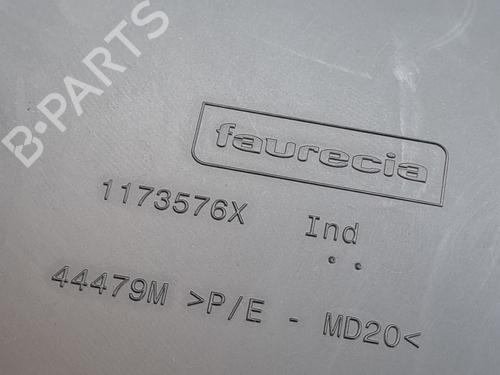 B-PARTS
faurecia
1173576X Ind
44479M >P/E - MD20<